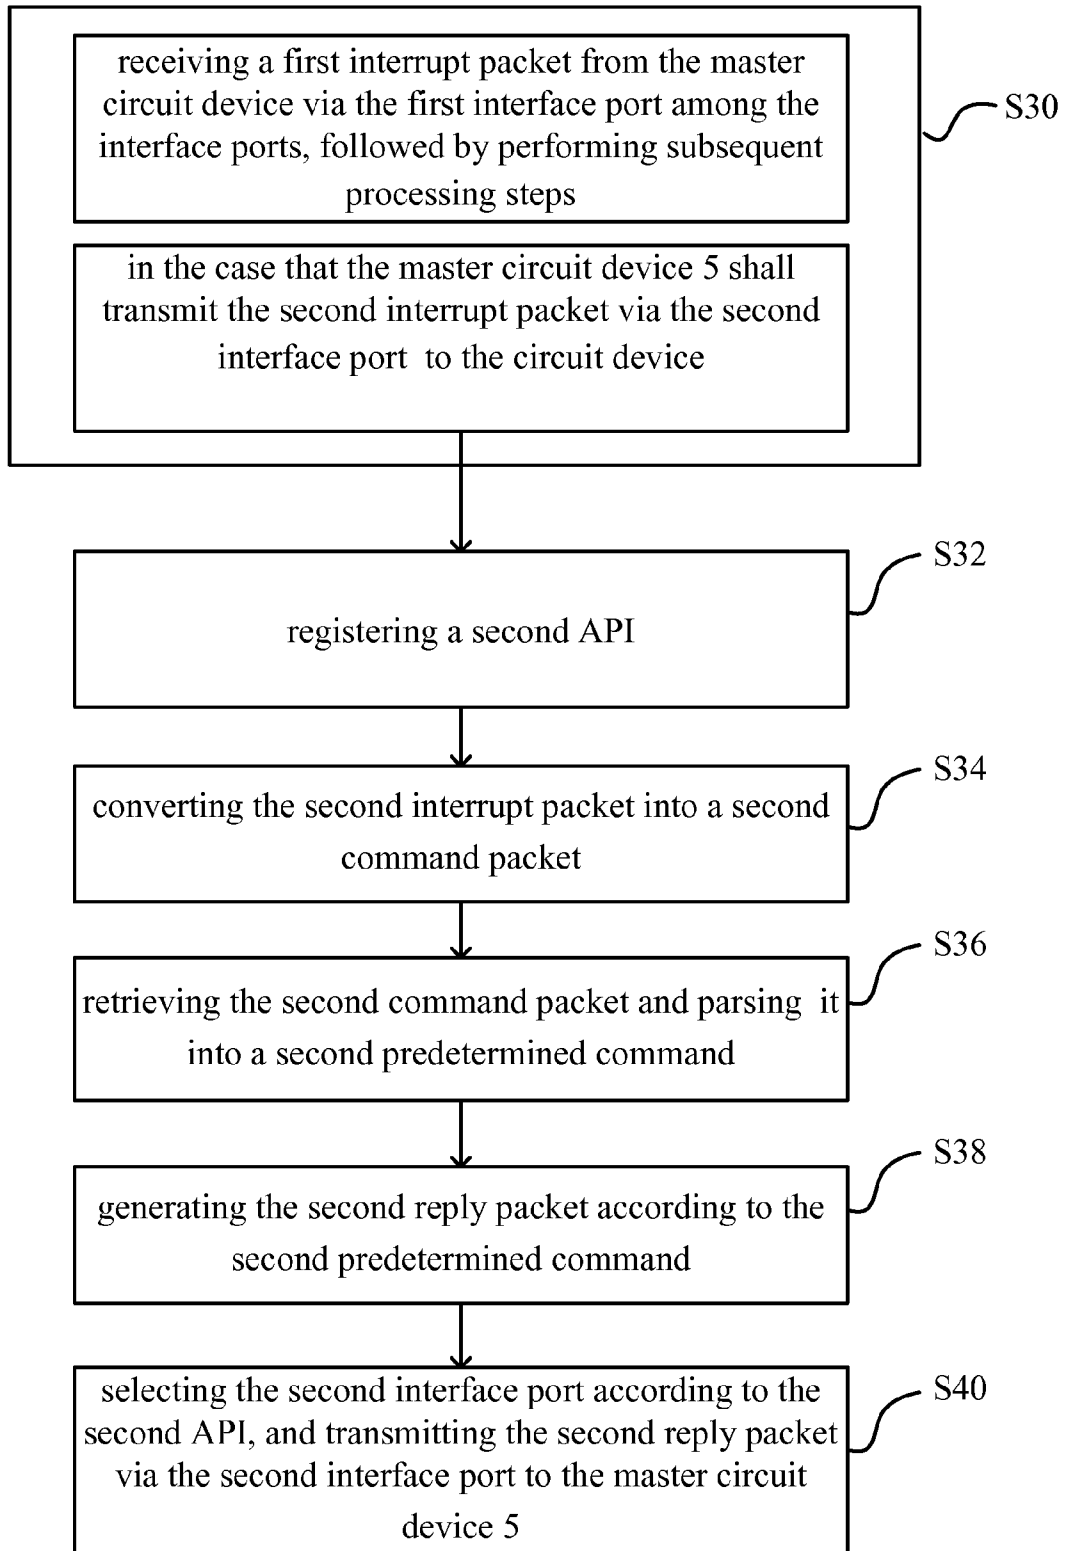 receiving a first interrupt packet from the master
circuit device via the first interface port among the
interface ports, followed by performing subsequent
processing steps
S30
in the case that the master circuit device 5 shall
transmit the second interrupt packet via the second
interface port to the circuit device
S32
registering a second API
S34
converting the second interrupt packet into a second
command packet
S36
retrieving the second command packet and parsing it
into a second predetermined command
S38
generating the second reply packet according to the
second predetermined command
S40
selecting the second interface port according to the
second API, and transmitting the second reply packet
via the second interface port to the master circuit
device 5